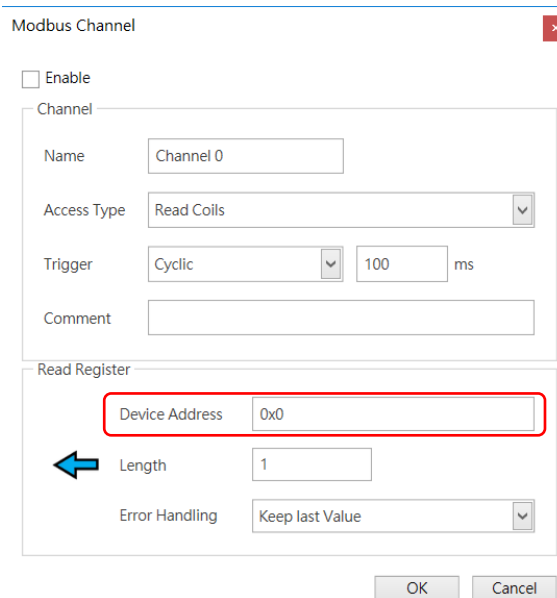 Modbus Channel
Enable
Channel
Name Channel 0
Access Type Read Coils
Trigger Cyclic 100 ms
Comment
Read Register
Device Address 0x0
Length 1
Error Handling Keep last Value
OK Cancel